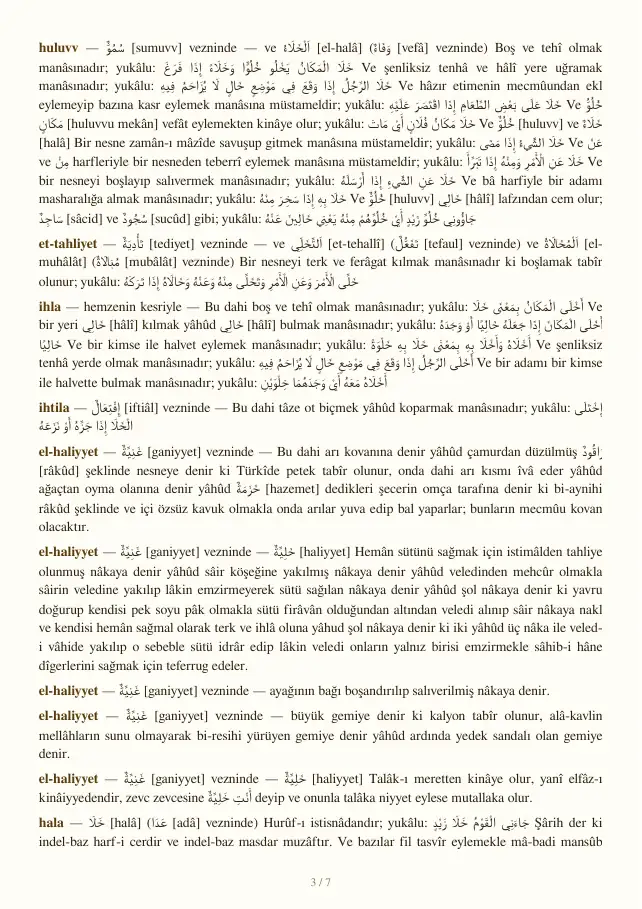 huluvv — سُمُوٌّ [sumuvv] vezninde — ve اَلْخَلَاءُ [el-halâ] (وَفَاءٌ [vefâ] vezninde) Boş ve tehî olmak
manâsınadır; yukâlu: خَلَا الْمَكَانُ يَخْلُو خُلُوًّا وَخَلَاءً إِذَا فَرَغَ Ve şenliksiz tenhâ ve hâlî yere uğramak
manâsınadır; yukâlu: خَلَا الرَّجُلُ إِذَا وَقَعَ فِي مَوْضِعٍ خَالٍ لَا يُزَاحَمُ فِيهِ Ve hâzır etimenin mecmûundan ekl
eylemeyip bazına kasr eylemek manâsına müstameldir; yukâlu: خَلَا عَلَى بَعْضِ الطَّعَامِ إِذَا اقْتَصَرَ عَلَيْهِ Ve خُلُوُّ
مَكَانٍ [huluvvu mekân] vefât eylemekten kinâye olur; yukâlu: خَلَا مَكَانُ فُلَانٍ أَيْ مَاتَ Ve خُلُوٌّ [huluvv] ve خَلَاءٌ
[halâ] Bir nesne zamân-ı mâzîde savuşup gitmek manâsına müstameldir; yukâlu: خَلَا الشَّيْءُ إِذَا مَضَى Ve عَنْ
ve مِنْ harfleriyle bir nesneden teberrî eylemek manâsına müstameldir; yukâlu: خَلَا عَنِ الْأَمْرِ وَمِنْهُ إِذَا تَبَرَّأَ Ve
bir nesneyi boşlayıp salıvermek manâsınadır; yukâlu: خَلَا عَنِ الشَّيْءِ إِذَا أَرْسَلَهُ Ve bâ harfiyle bir adamı
masharalığa almak manâsınadır; yukâlu: خَلَا بِهِ إِذَا سَخِرَ مِنْهُ Ve خُلُوٌّ [huluvv] خَالِي [hâlî] lafzından cem olur;
سَاجِدٌ [sâcid] ve سُجُودٌ [sucûd] gibi; yukâlu: جَاؤُونِي خُلُوَّ زَيْدٍ أَيْ خُلُوُّهُمْ مِنْهُ يَعْنِي خَالِينَ عَنْهُ
et-tahliyet — تَأْدِيَةٌ [tediyet] vezninde — ve اَلتَّخَلِّي [et-tehallî] (تَفَعُّلٌ [tefaul] vezninde) ve اَلْمُخَالَاةُ [el-
muhâlât] (مُبَالَاةٌ [mubâlât] vezninde) Bir nesneyi terk ve ferâgat kılmak manâsınadır ki boşlamak tabîr
olunur; yukâlu: خَلَّى الْأَمْرَ وَعَنِ الْأَمْرِ وَتَخَلَّى مِنْهُ وَعَنْهُ وَخَالَاهُ إِذَا تَرَكَهُ
ihla — hemzenin kesriyle — Bu dahi boş ve tehî olmak manâsınadır; yukâlu: أَخْلَى الْمَكَانُ بِمَعْنَى خَلَا Ve
bir yeri خَالِي [hâlî] kılmak yâhûd خَالِي [hâlî] bulmak manâsınadır; yukâlu: أَخْلَى الْمَكَانَ إِذَا جَعَلَهُ خَالِيًا أَوْ وَجَدَهُ
خَالِيًا Ve bir kimse ile halvet eylemek manâsınadır; yukâlu: أَخْلَاهُ وَأَخْلَا بِهِ بِمَعْنَى خَلَا بِهِ خَلْوَةً Ve şenliksiz
tenhâ yerde olmak manâsınadır; yukâlu: أَخْلَى الرَّجُلُ إِذَا وَقَعَ فِي مَوْضِعٍ خَالٍ لَا يُزَاحَمُ فِيهِ Ve bir adamı bir kimse
ile halvette bulmak manâsınadır; yukâlu: أَخْلَاهُ مَعَهُ أَيْ وَجَدَهُمَا خِلْوَيْنِ
ihtila — إِفْتِعَالٌ [iftiâl] vezninde — Bu dahi tâze ot biçmek yâhûd koparmak manâsınadır; yukâlu: إِخْتَلَى
الْخَلَا إِذَا جَزَّهُ أَوْ نَزَعَهُ
el-haliyyet — غَنِيَّةٌ [ganiyyet] vezninde — Bu dahi arı kovanına denir yâhûd çamurdan düzülmüş رَاقُودٌ
[râkûd] şeklinde nesneye denir ki Türkîde petek tabîr olunur, onda dahi arı kısmı îvâ eder yâhûd
ağaçtan oyma olanına denir yâhûd خَزَمَةٌ [hazemet] dedikleri şecerin omça tarafına denir ki bi-aynihi
râkûd şeklinde ve içi özsüz kavuk olmakla onda arılar yuva edip bal yaparlar; bunların mecmûu kovan
olacaktır.
el-haliyyet — غَنِيَّةٌ [ganiyyet] vezninde — خَلِيَّةٌ [haliyyet] Hemân sütünü sağmak için istimâlden tahliye
olunmuş nâkaya denir yâhûd sâir köşeğine yakılmış nâkaya denir yâhûd veledinden mehcûr olmakla
sâirin veledine yakılıp lâkin emzirmeyerek sütü sağılan nâkaya denir yâhûd şol nâkaya denir ki yavru
doğurup kendisi pek soyu pâk olmakla sütü firâvân olduğundan altından veledi alınıp sâir nâkaya nakl
ve kendisi hemân sağmal olarak terk ve ihlâ oluna yâhud şol nâkaya denir ki iki yâhûd üç nâka ile veled-
i vâhide yakılıp o sebeble sütü idrâr edip lâkin veledi onların yalnız birisi emzirmekle sâhib-i hâne
dîgerlerini sağmak için teferrug edeler.
el-haliyyet — غَنِيَّةٌ [ganiyyet] vezninde — ayağının bağı boşandırılıp salıverilmiş nâkaya denir.
el-haliyyet — غَنِيَّةٌ [ganiyyet] vezninde — büyük gemiye denir ki kalyon tabîr olunur, alâ-kavlin
mellâhların sunu olmayarak bi-resihi yürüyen gemiye denir yâhûd ardında yedek sandalı olan gemiye
denir.
el-haliyyet — غَنِيَّةٌ [ganiyyet] vezninde — خَلِيَّةٌ [haliyyet] Talâk-ı meretten kinâye olur, yanî elfâz-ı
kinâiyyedendir, zevc zevcesine أَنْتِ خَلِيَّةٌ deyip ve onunla talâka niyyet eylese mutallaka olur.
hala — خَلَا [halâ] (عَدَا [adâ] vezninde) Hurûf-ı istisnâdandır; yukâlu: جَاءَنِي الْقَوْمُ خَلَا زَيْدٍ Şârih der ki
indel-baz harf-i cerdir ve indel-baz masdar muzâftır. Ve bazılar fil tasvîr eylemekle mâ-badi mansûb
3 / 7